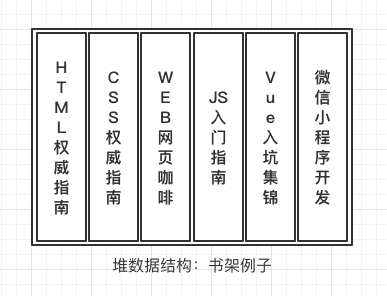 HTML权威指南
CSS权威指南
WEB网页咖啡
JS入门指南
Vue入坑集锦
微信小程序开发
堆数据结构：书架例子